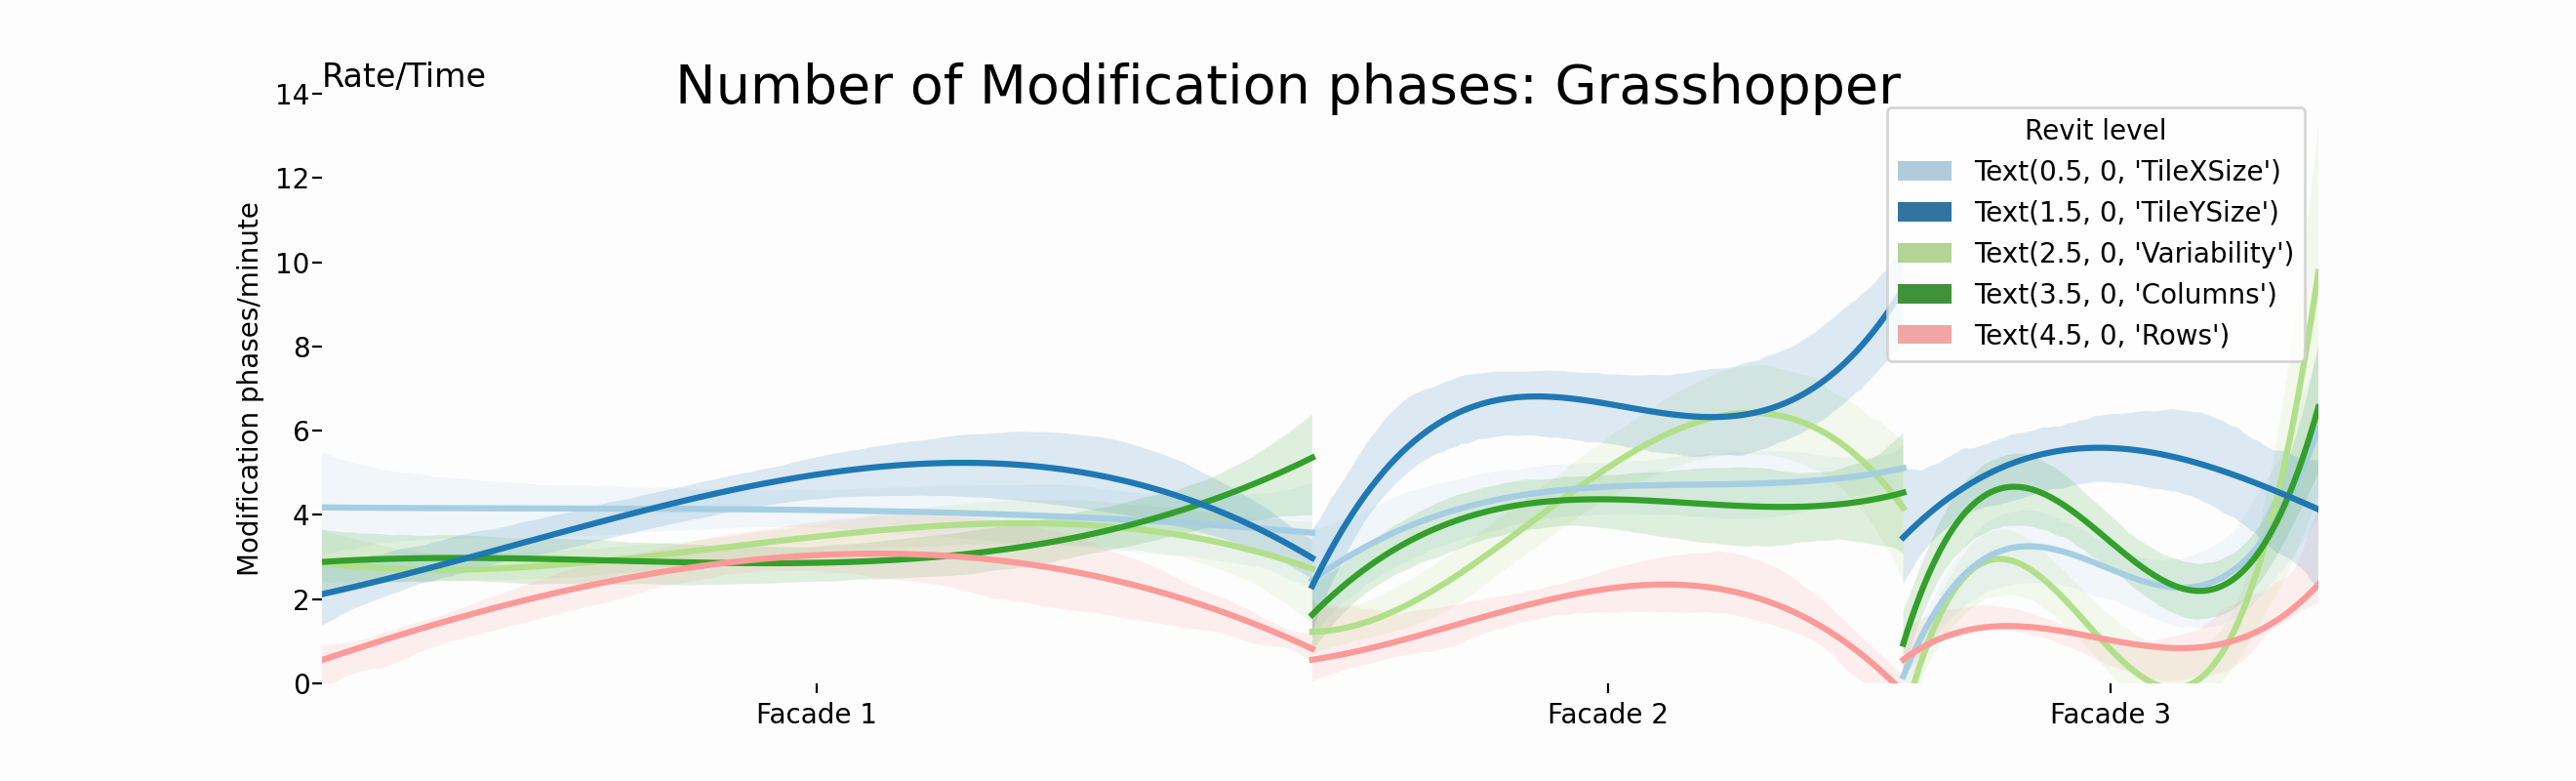 Rate/Time
Number of Modification phases: Grasshopper
Modification phases/minute
14
12
10
8
6
4
2
0
Revit level
Text(0.5, 0, 'TileXSize')
Text(1.5, 0, 'TileYSize')
Text(2.5, 0, 'Variability')
Text(3.5, 0, 'Columns')
Text(4.5, 0, 'Rows')
Facade 1
Facade 2
Facade 3